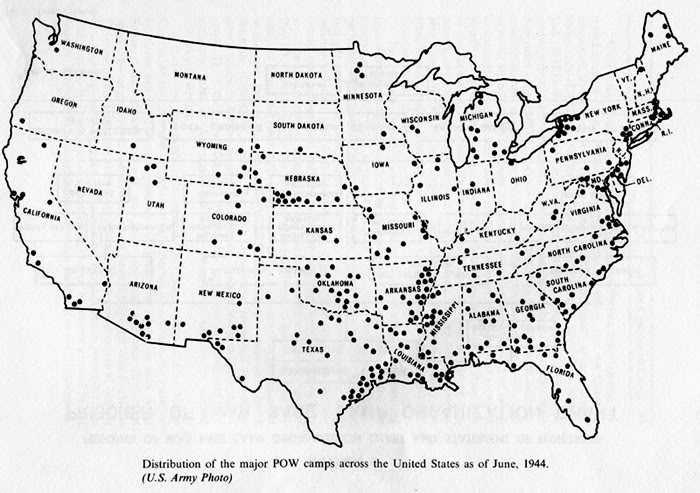 WASHINGTON
MONTANA
NORTH DAKOTA
MINNESOTA
MAINE
VT.
N.H.
OREGON
IDAHO
WYOMING
SOUTH DAKOTA
WISCONSIN
MICHIGAN
NEW YORK
MASS.
CONN.
R.I.
IOWA
PENNSYLVANIA
NEVADA
UTAH
COLORADO
NEBRASKA
ILLINOIS
INDIANA
OHIO
W.VA.
MD.
DEL.
CALIFORNIA
KANSAS
MISSOURI
KENTUCKY
VIRGINIA
ARIZONA
NEW MEXICO
OKLAHOMA
ARKANSAS
TENNESSEE
NORTH CAROLINA
SOUTH
CAROLINA
TEXAS
LOUISIANA
MISSISSIPPI
ALABAMA
GEORGIA
FLORIDA
Distribution of the major POW camps across the United States as of June, 1944.
(U.S. Army Photo)